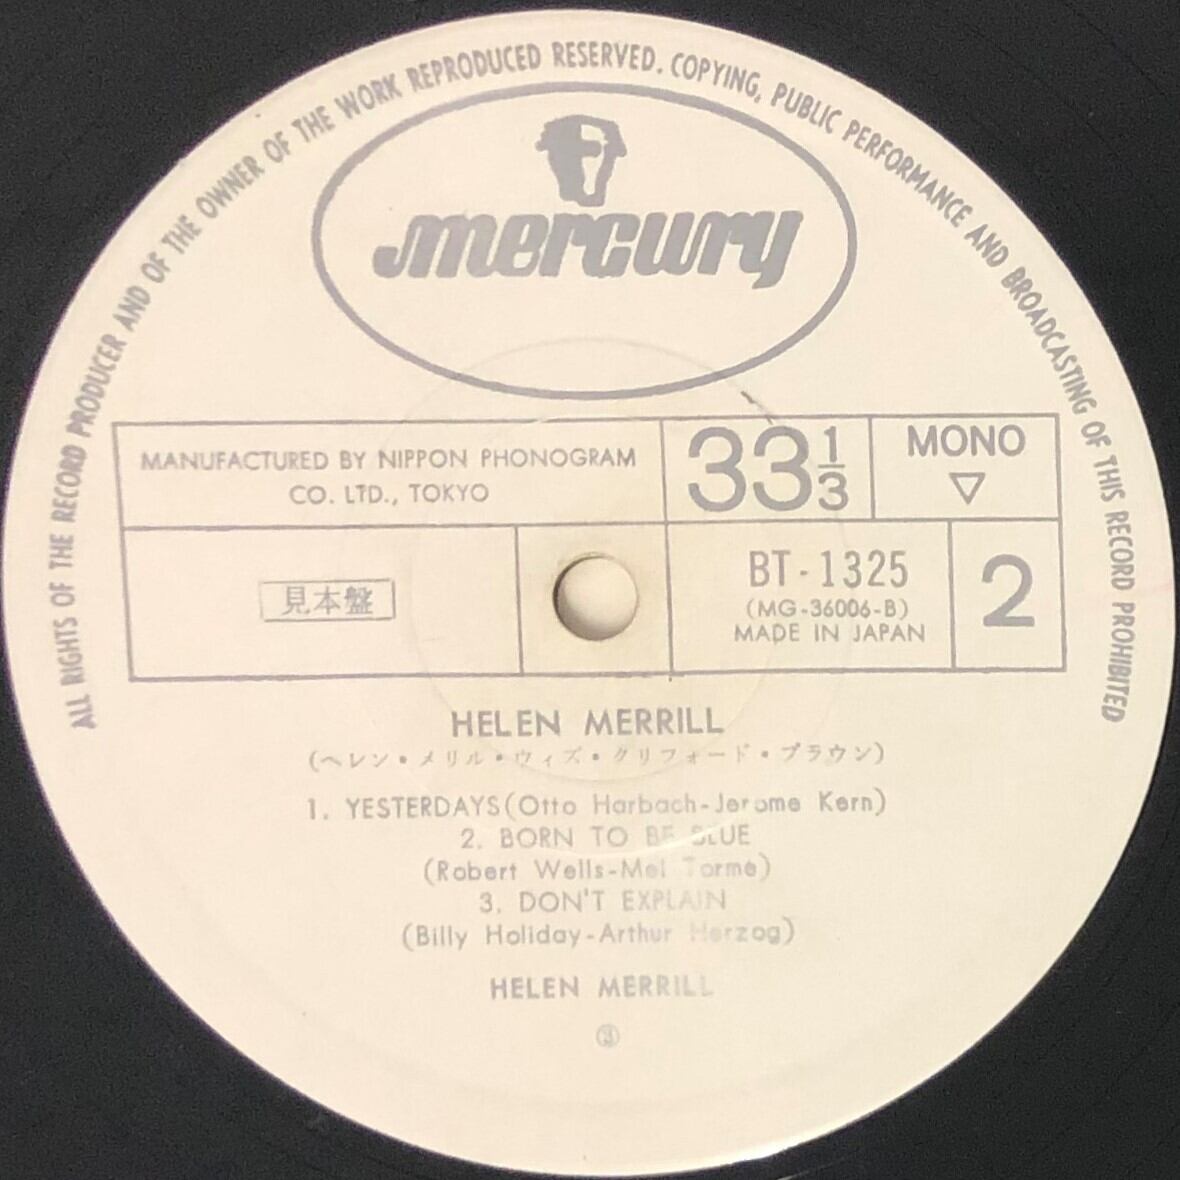 ALL RIGHTS OF THE RECORD PRODUCER AND OF THE OWNER OF THE WORK REPRODUCED RESERVED. COPYING, PUBLIC PERFORMANCE AND BROADCASTING OF THIS RECORD PROHIBITED
mercury
MANUFACTURED BY NIPPON PHONOGRAM
CO. LTD., TOKYO
33 1/3
MONO
▽
見本盤
BT-1325
(MG-36006-B)
MADE IN JAPAN
2
HELEN MERRILL
(ヘレン・メリル・ウィズ・クリフォード・ブラウン)
1. YESTERDAYS(Otto Harbach-Jerome Kern)
2. BORN TO BE BLUE
(Robert Wells-Mel Torme)
3. DON'T EXPLAIN
(Billy Holiday-Arthur Herzog)
HELEN MERRILL
③